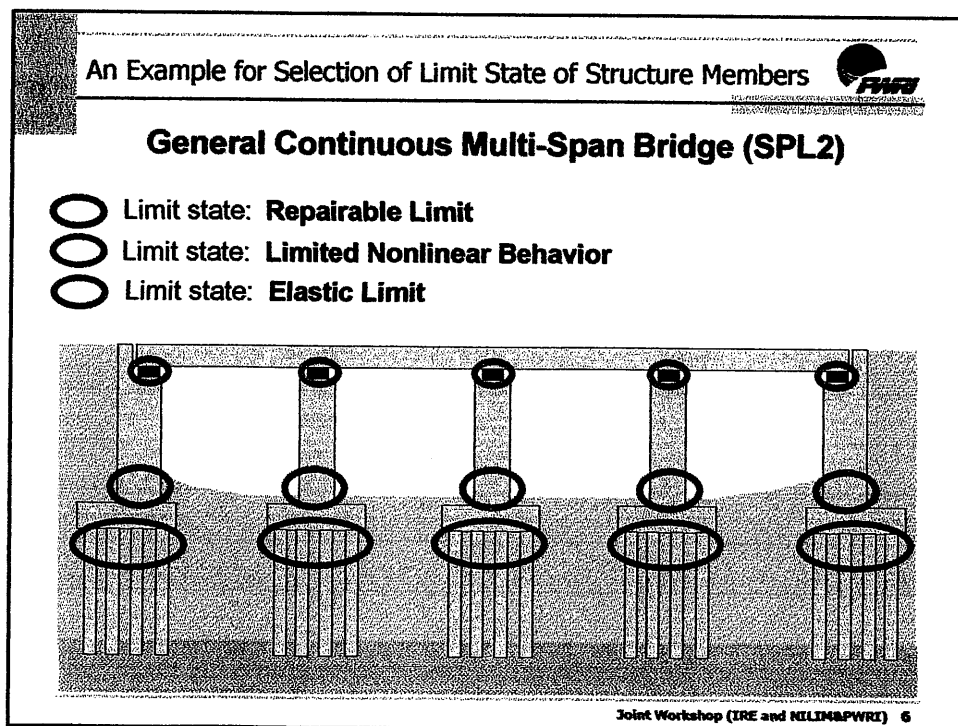 An Example for Selection of Limit State of Structure Members
PWRI
General Continuous Multi-Span Bridge (SPL2)
Limit state: Repairable Limit
Limit state: Limited Nonlinear Behavior
Limit state: Elastic Limit
Joint Workshop (IRE and NILIM&PWRI) 6